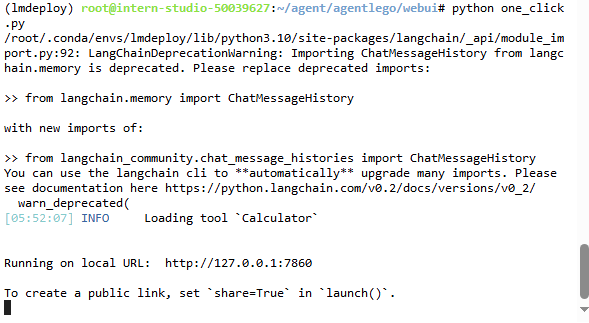 (lmdeploy) root@intern-studio-50039627:~/agent/agentlego/webui# python one_click
.py
/root/.conda/envs/lmdeploy/lib/python3.10/site-packages/langchain/_api/module_im
port.py:92: LangChainDeprecationWarning: Importing ChatMessageHistory from langc
hain.memory is deprecated. Please replace deprecated imports:
>> from langchain.memory import ChatMessageHistory
with new imports of:
>> from langchain_community.chat_message_histories import ChatMessageHistory
You can use the langchain cli to **automatically** upgrade many imports. Please
see documentation here https://python.langchain.com/v0.2/docs/versions/v0_2/
warn_deprecated(
[05:52:07] INFO Loading tool `Calculator`
Running on local URL: http://127.0.0.1:7860
To create a public link, set `share=True` in `launch()`.